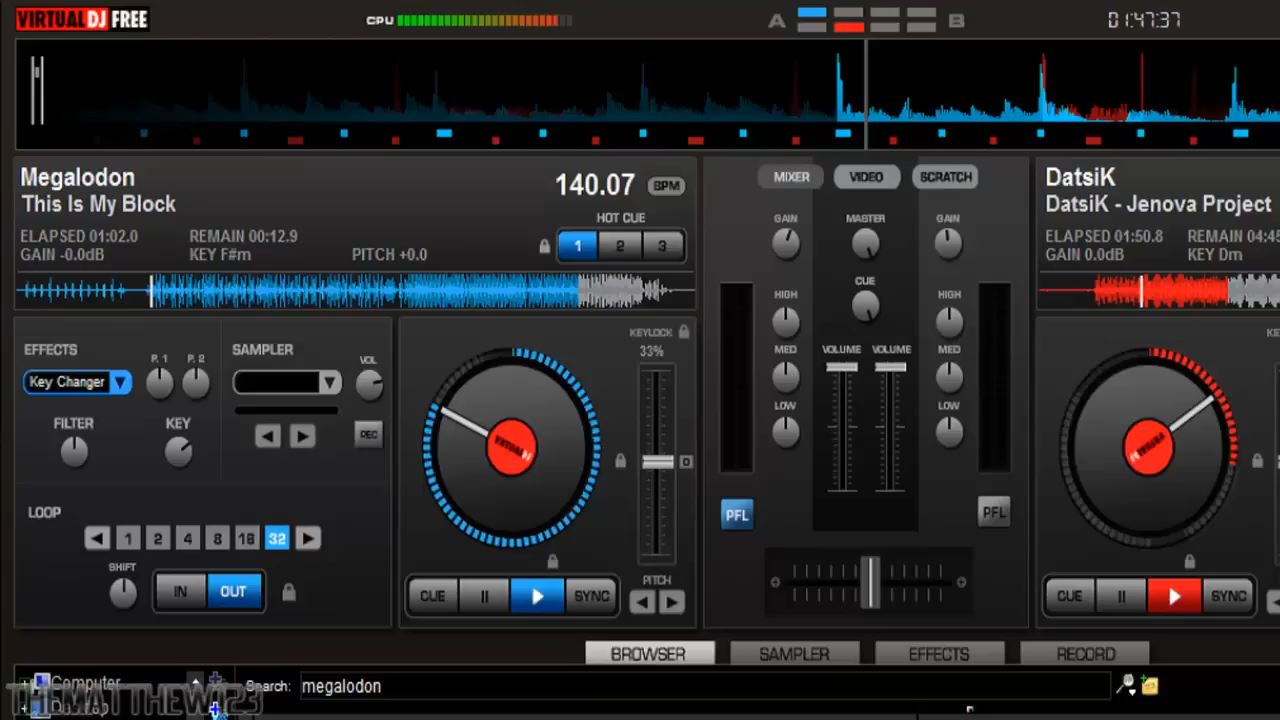 VIRTUAL DJ FREE
CPU
A B
01:47:37
Megalodon
This Is My Block
140.07 BPM
ELAPSED 01:02.0 REMAIN 00:12.9
GAIN -0.0dB KEY F#m PITCH +0.0
HOT CUE
1 2 3
MIXER VIDEO SCRATCH
GAIN MASTER GAIN
CUE
HIGH HIGH
MED VOLUME VOLUME MED
LOW LOW
PFL PFL
DatsiK
DatsiK - Jenova Project
ELAPSED 01:50.8 REMAIN 04:45
GAIN 0.0dB KEY Dm
EFFECTS P. 1 P. 2
Key Changer
FILTER KEY
SAMPLER VOL
REC
LOOP
1 2 4 8 16 32
SHIFT
IN OUT
KEYLOCK
33%
0
PITCH
CUE II SYNC
CUE II SYNC
BROWSER SAMPLER EFFECTS RECORD
Computer
Search: megalodon
THEMATTHEW123